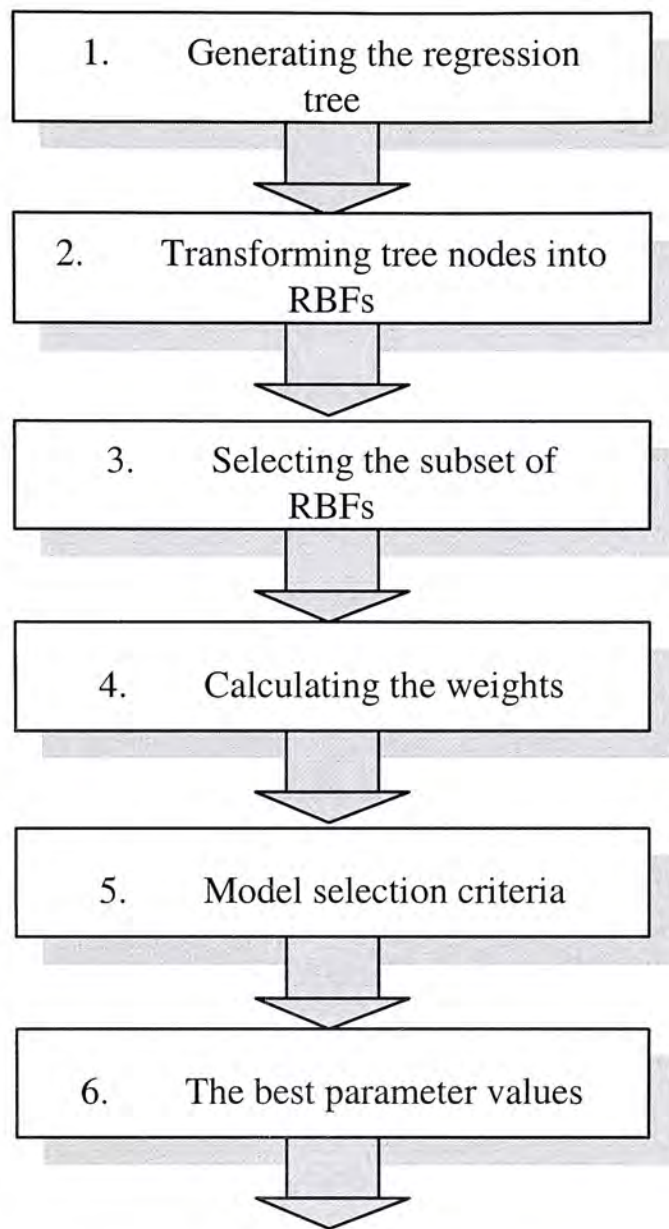 1. Generating the regression
tree
2. Transforming tree nodes into
RBFs
3. Selecting the subset of
RBFs
4. Calculating the weights
5. Model selection criteria
6. The best parameter values